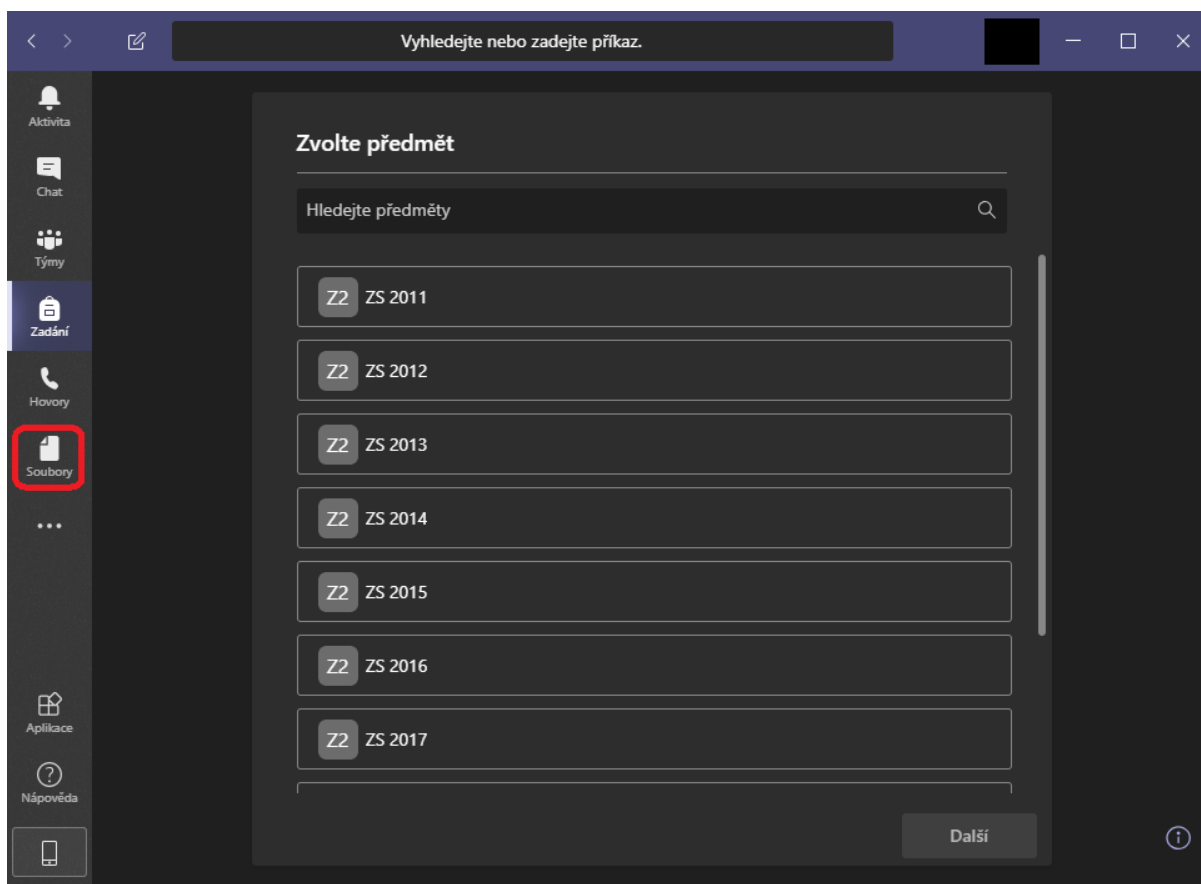 Vyhledejte nebo zadejte příkaz.
Aktivita
Chat
Týmy
Zadání
Hovory
Soubory
Aplikace
Nápověda
Zvolte předmět
Hledejte předměty
Z2 ZS 2011
Z2 ZS 2012
Z2 ZS 2013
Z2 ZS 2014
Z2 ZS 2015
Z2 ZS 2016
Z2 ZS 2017
Další